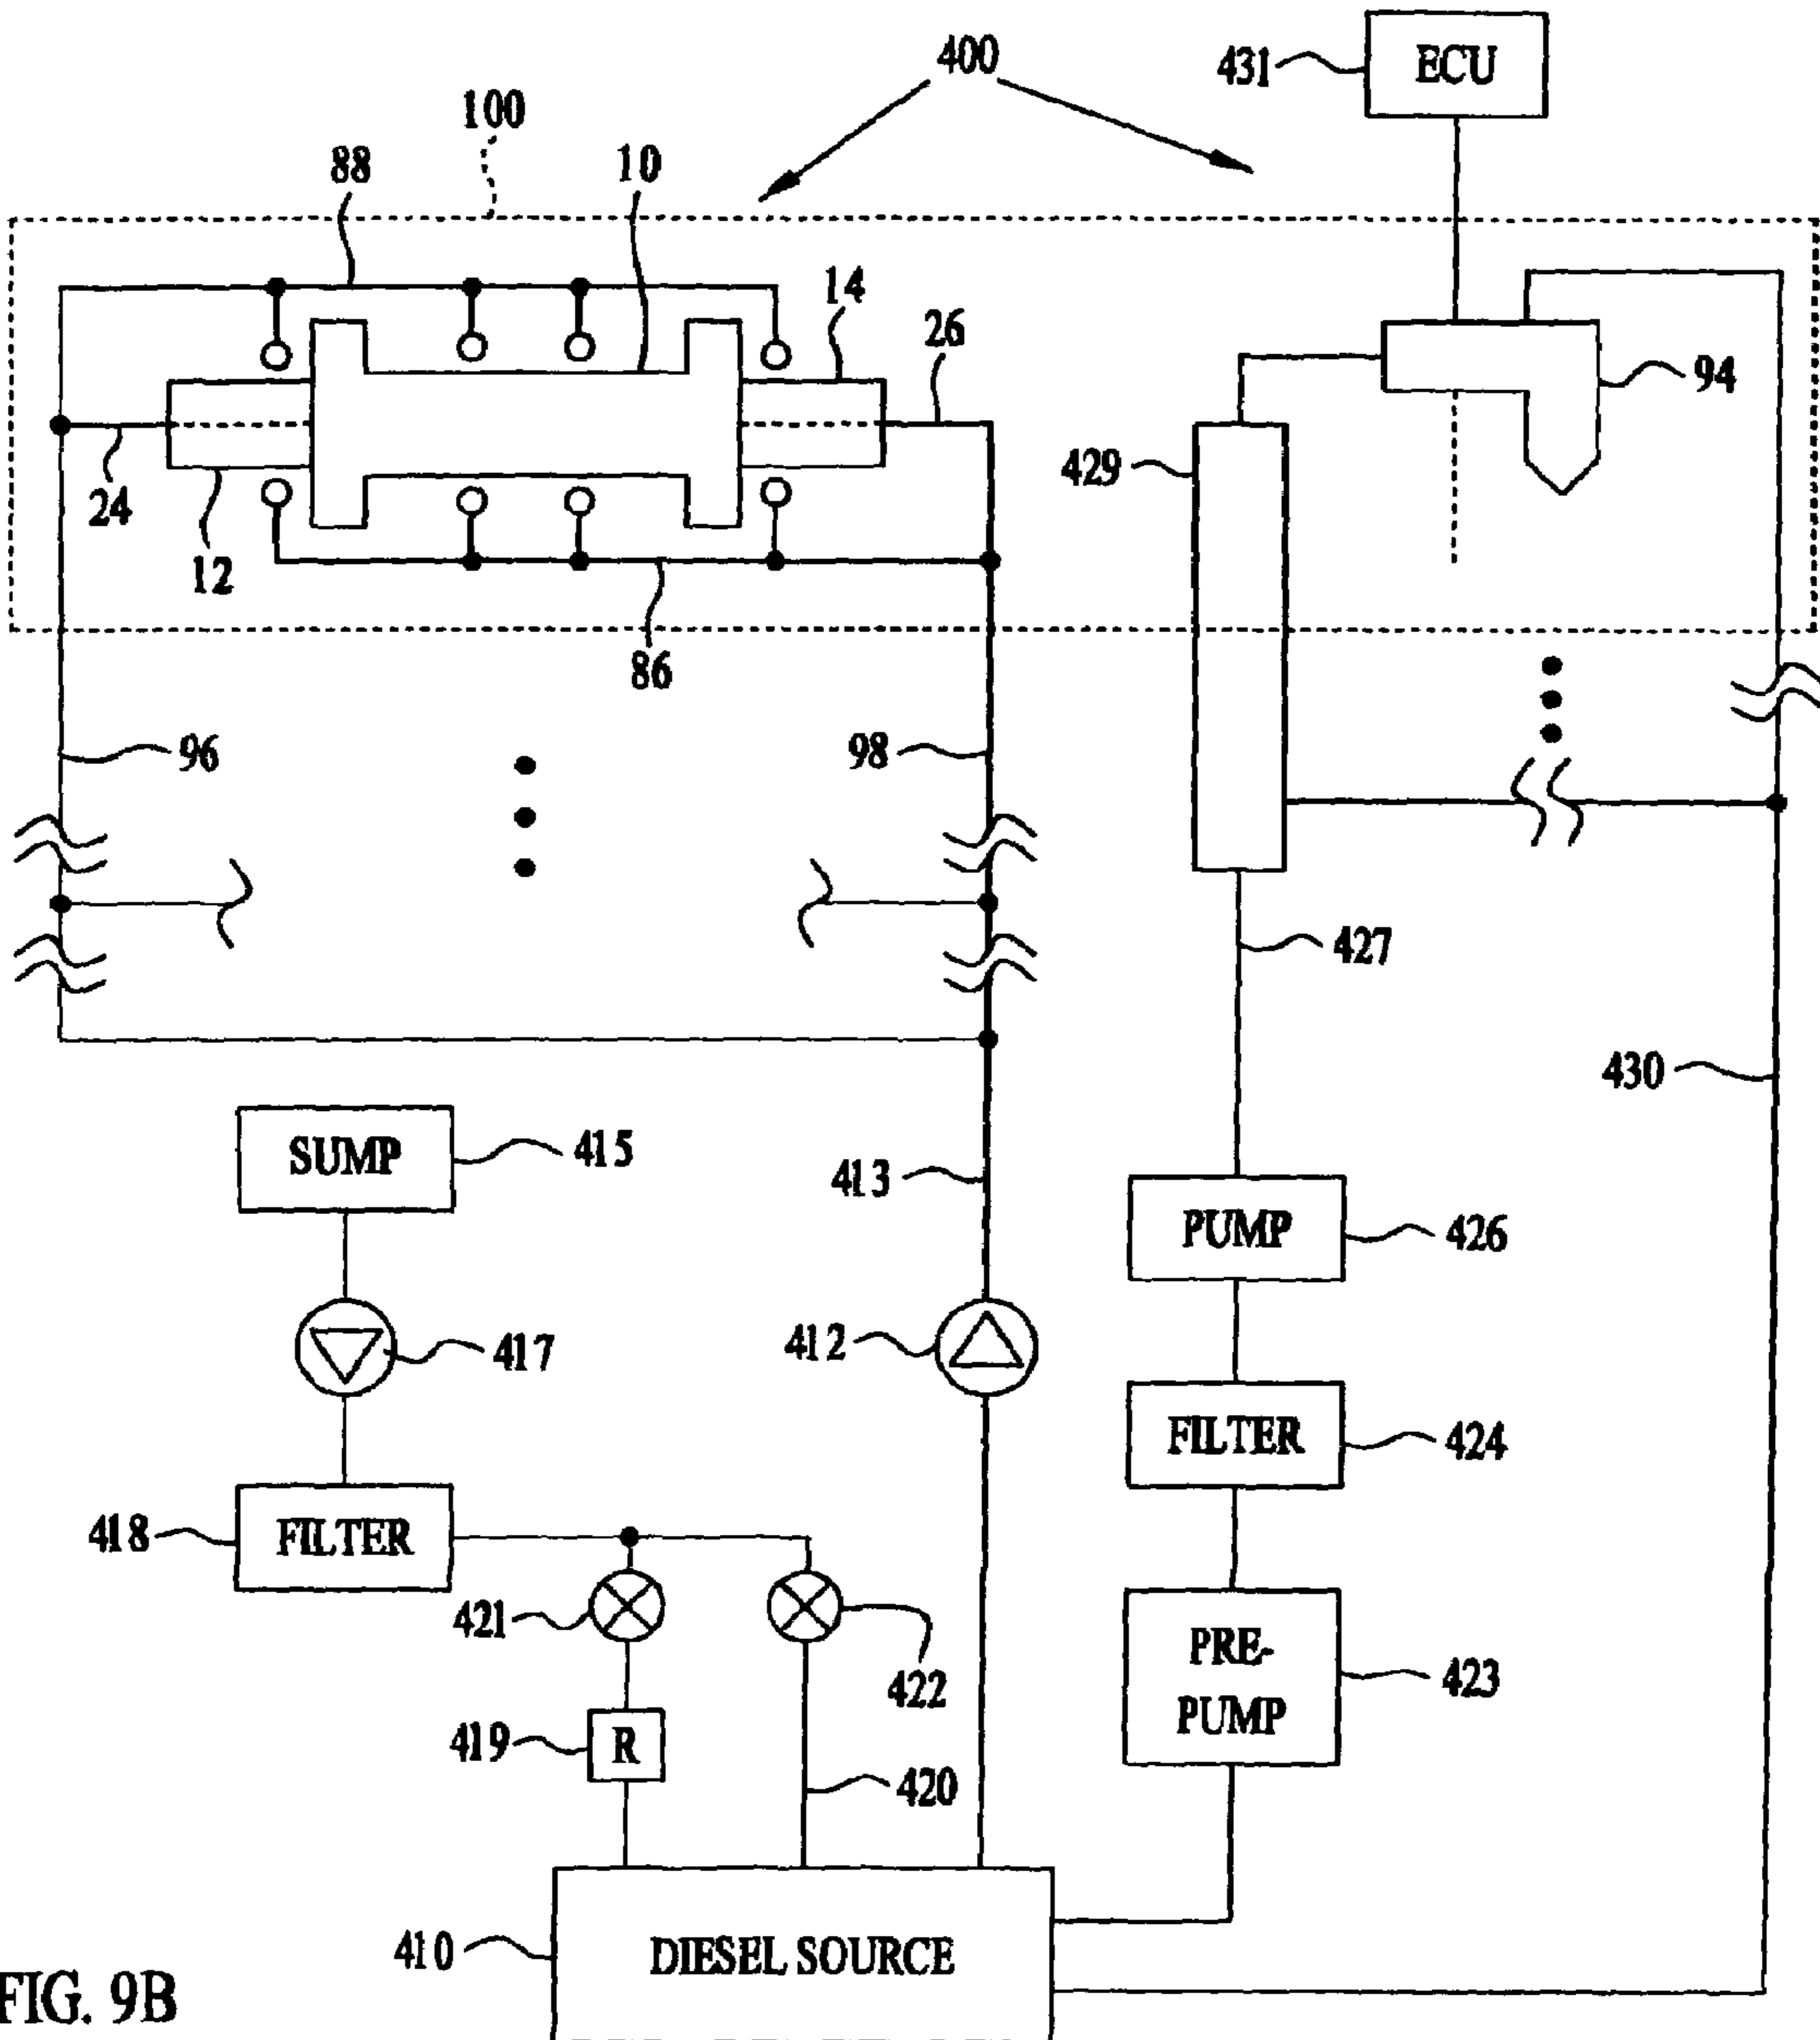 400
431
ECU
100
88
10
14
26
94
429
24
12
86
96
98
427
430
SUMP
415
413
PUMP
426
417
412
FILTER
424
418
FILTER
421
422
PRE-
PUMP
423
419
R
420
410
DIESEL SOURCE
FIG. 9B